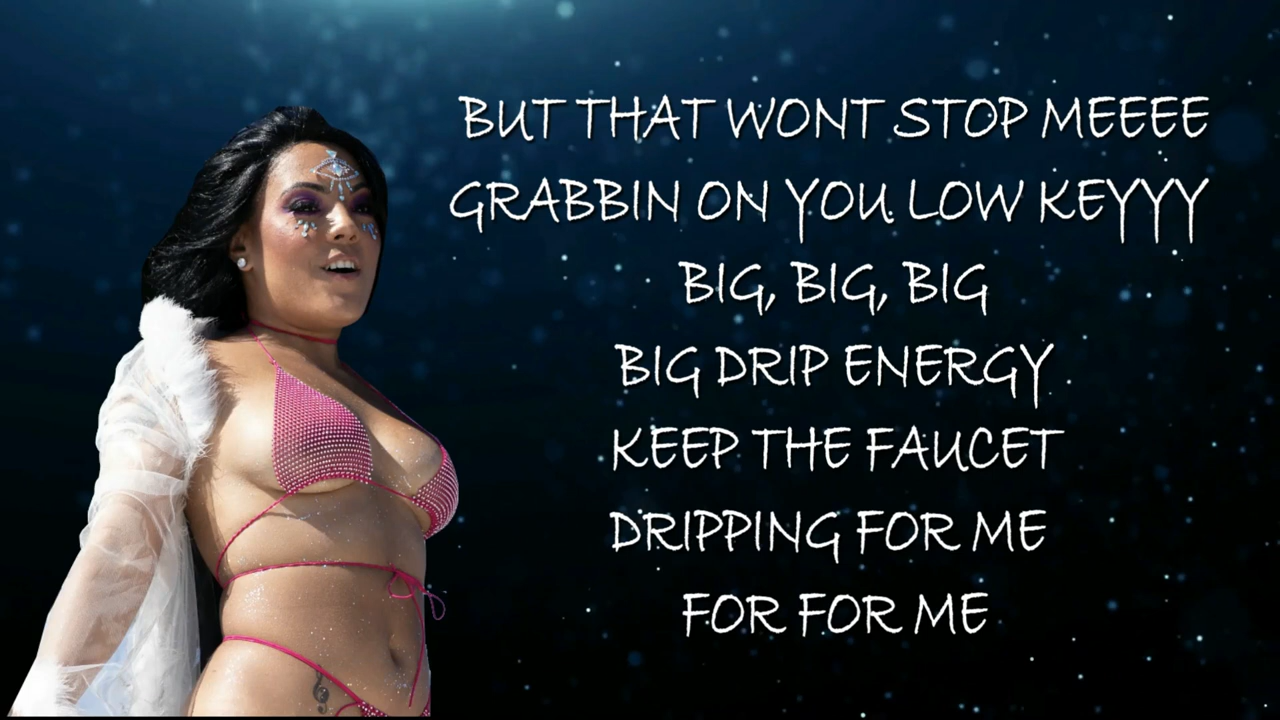 BUT THAT WONT STOP MEEEE
GRABBIN ON YOU LOW KEYYY
BIG, BIG, BIG
BIG DRIP ENERGY
KEEP THE FAUCET
DRIPPING FOR ME
FOR FOR ME